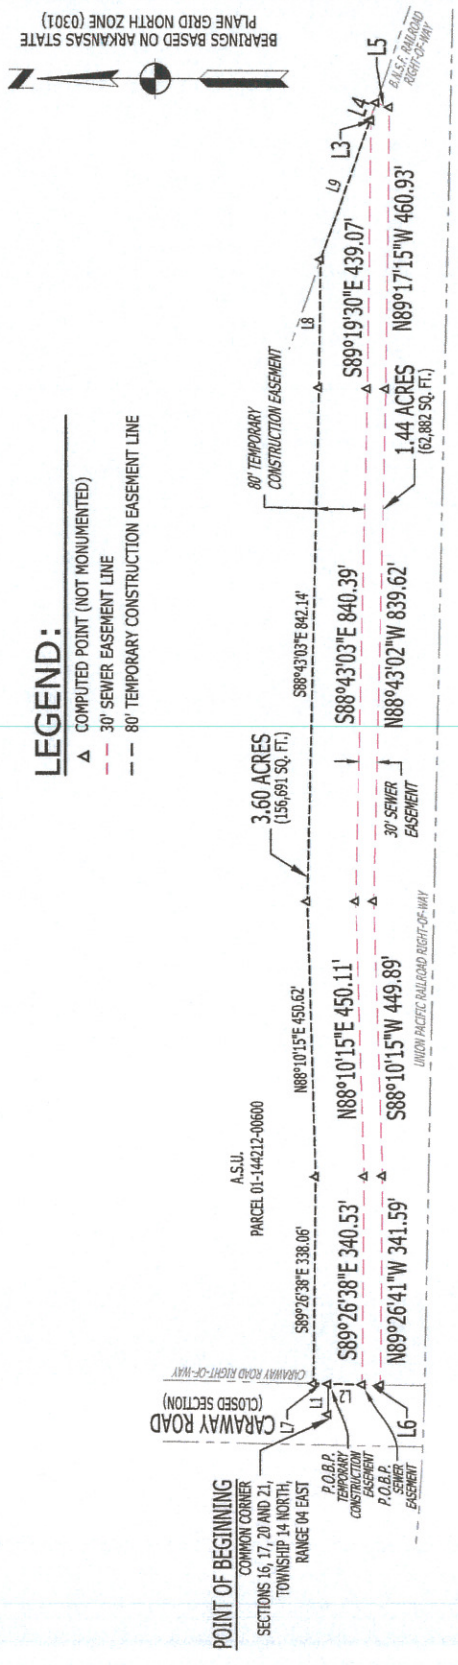 BEARINGS BASED ON ARKANSAS STATE
PLANE GRID NORTH ZONE (0301)
N
LEGEND:
COMPUTED POINT (NOT MONUMENTED)
30' SEWER EASEMENT LINE
80' TEMPORARY CONSTRUCTION EASEMENT LINE
POINT OF BEGINNING
COMMON CORNER
SECTIONS 16, 17, 20 AND 21,
TOWNSHIP 14 NORTH,
RANGE 04 EAST
CARAWAY ROAD
(CLOSED SECTION)
CARAWAY ROAD RIGHT-OF-WAY
L7
L1
L2
L6
P.O.B.P.
TEMPORARY
CONSTRUCTION
EASEMENT
P.O.B.P.
SEWER
EASEMENT
A.S.U.
PARCEL 01-144212-00600
3.60 ACRES
(156,691 SQ. FT.)
80' TEMPORARY
CONSTRUCTION EASEMENT
S89°26'38"E 338.06'
N88°10'15"E 450.62'
S88°43'03"E 842.14'
L8
L9
L3
L4
L5
S89°26'38"E 340.53'
N88°10'15"E 450.11'
S88°43'03"E 840.39'
S89°19'30"E 439.07'
N89°26'41"W 341.59'
S88°10'15"W 449.89'
N88°43'02"W 839.62'
N89°17'15"W 460.93'
30' SEWER
EASEMENT
1.44 ACRES
(62,882 SQ. FT.)
UNION PACIFIC RAILROAD RIGHT-OF-WAY
B.N.S.F. RAILROAD
RIGHT-OF-WAY